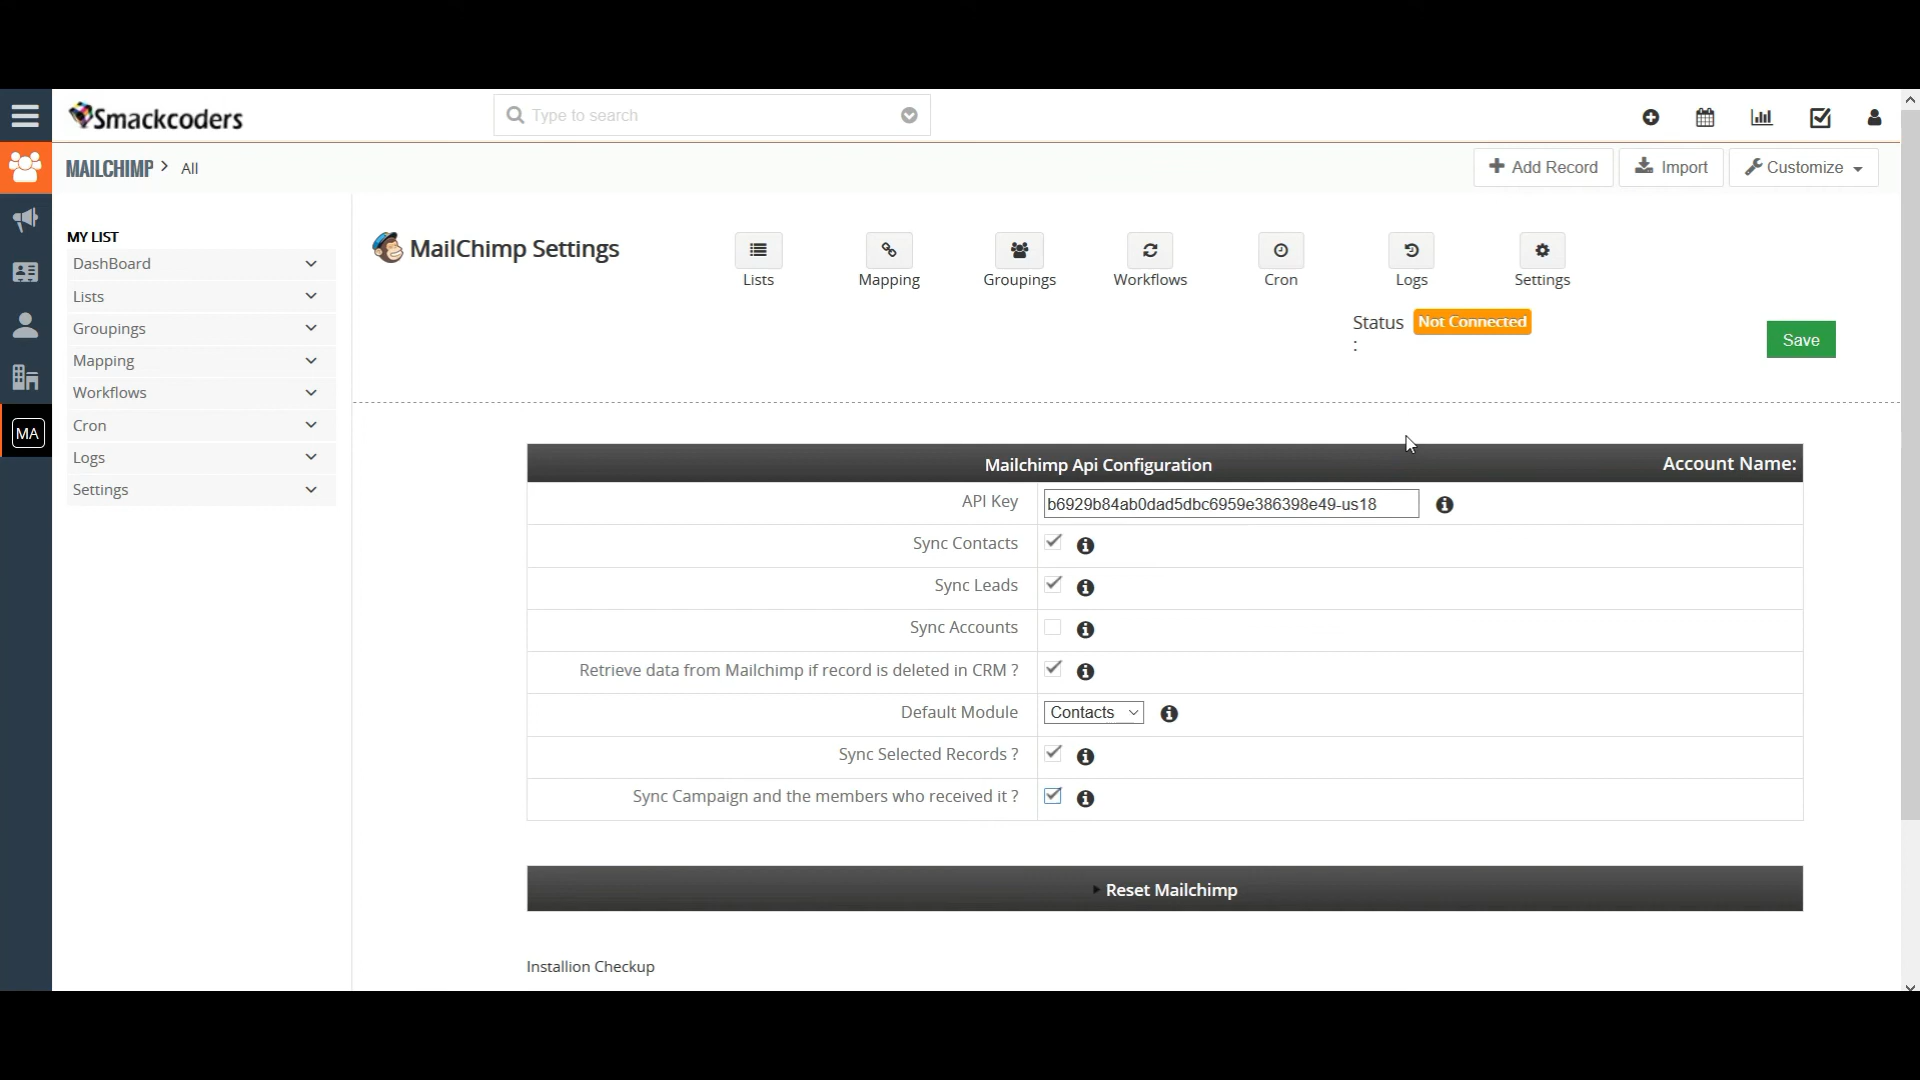 Smackcoders
Type to search
MAILCHIMP > All
Add Record
Import
Customize
MY LIST
DashBoard
Lists
Groupings
Mapping
Workflows
Cron
Logs
Settings
MA
MailChimp Settings
Lists
Mapping
Groupings
Workflows
Cron
Logs
Settings
Status Not Connected
:
Save
Mailchimp Api Configuration
Account Name:
API Key b6929b84ab0dad5dbc6959e386398e49-us18
Sync Contacts
Sync Leads
Sync Accounts
Retrieve data from Mailchimp if record is deleted in CRM ?
Default Module Contacts
Sync Selected Records ?
Sync Campaign and the members who received it ?
Reset Mailchimp
Installion Checkup